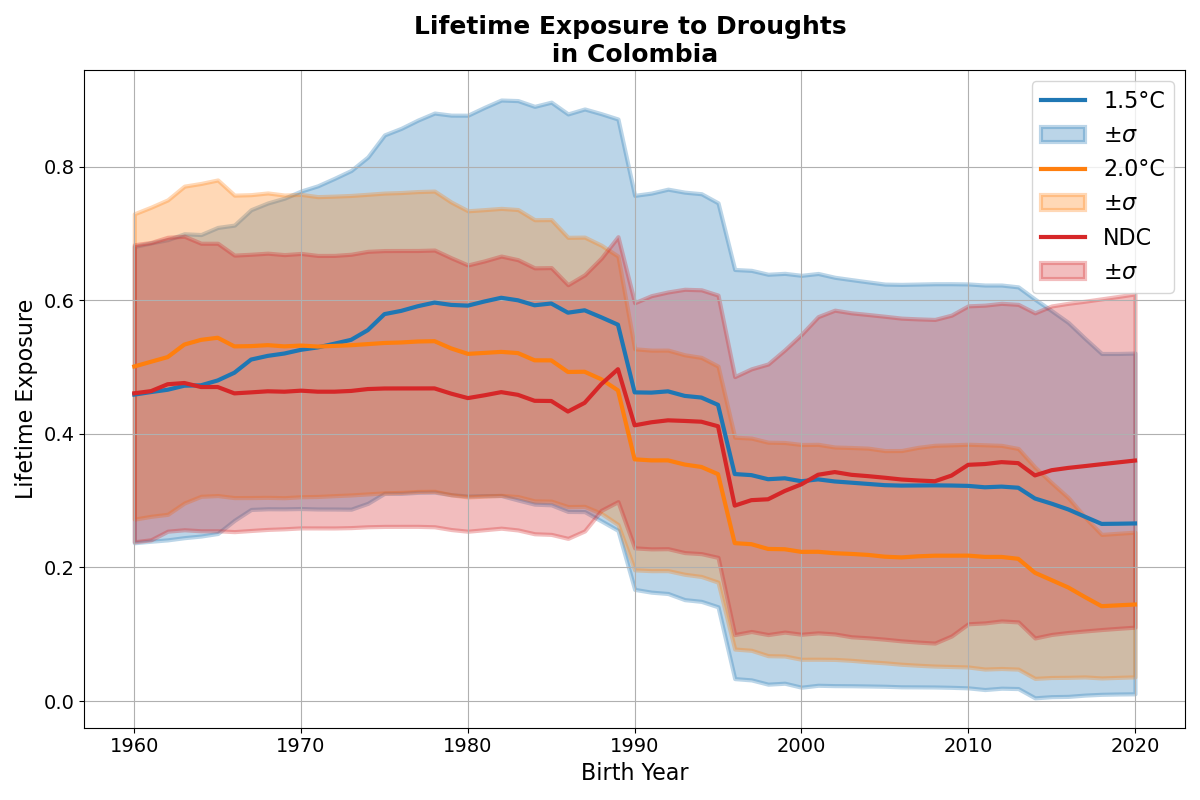 Lifetime Exposure to Droughts
in Colombia
Lifetime Exposure
0.8
0.6
0.4
0.2
0.0
1960 1970 1980 1990 2000 2010 2020
Birth Year
1.5°C
±σ
2.0°C
±σ
NDC
±σ